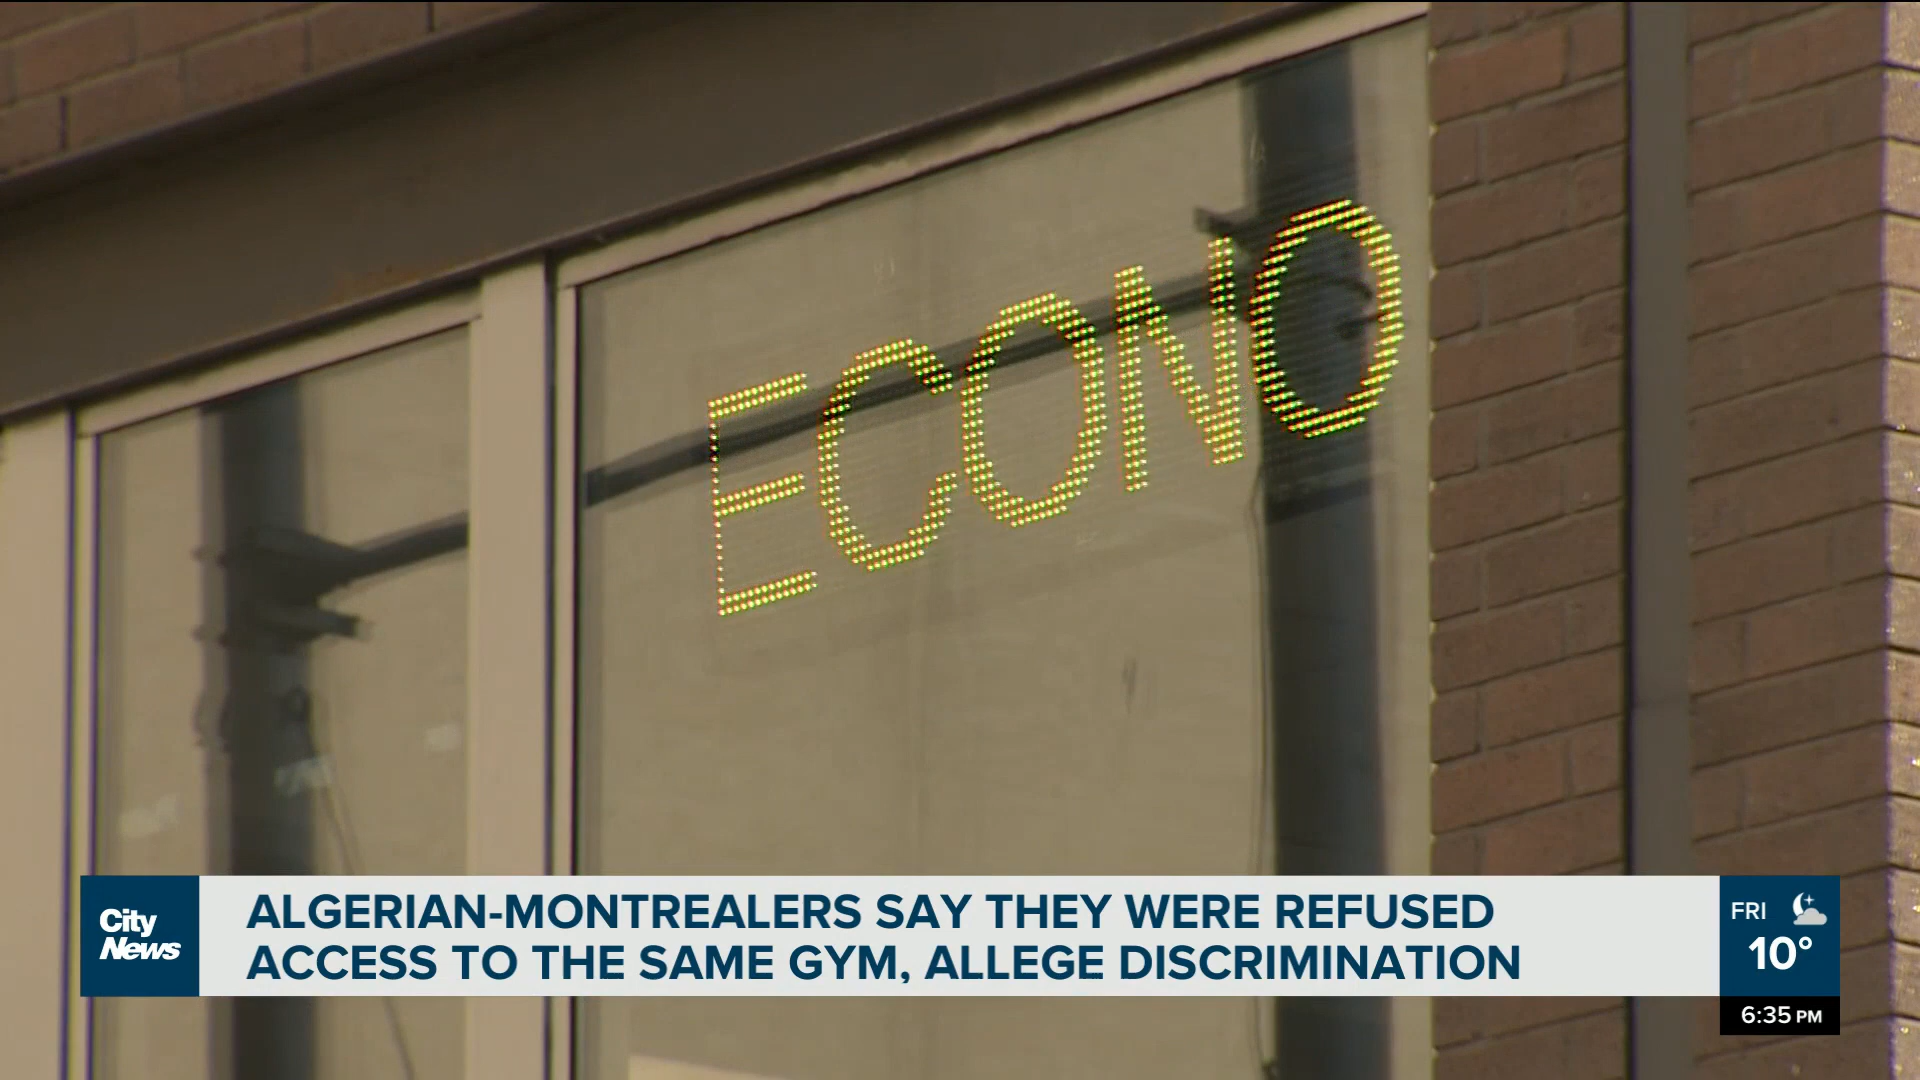 ECONO
City
News
ALGERIAN-MONTREALERS SAY THEY WERE REFUSED
ACCESS TO THE SAME GYM, ALLEGE DISCRIMINATION
FRI
10°
6:35 PM